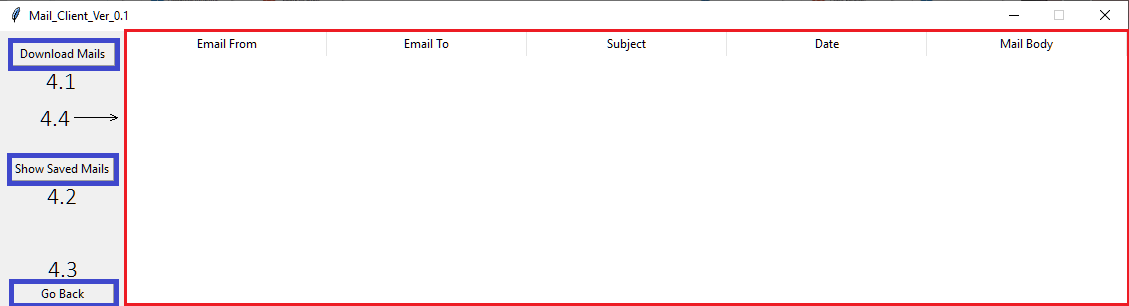 Mail_Client_Ver_0.1
Email From Email To Subject Date Mail Body
Download Mails
4.1
4.4
Show Saved Mails
4.2
4.3
Go Back